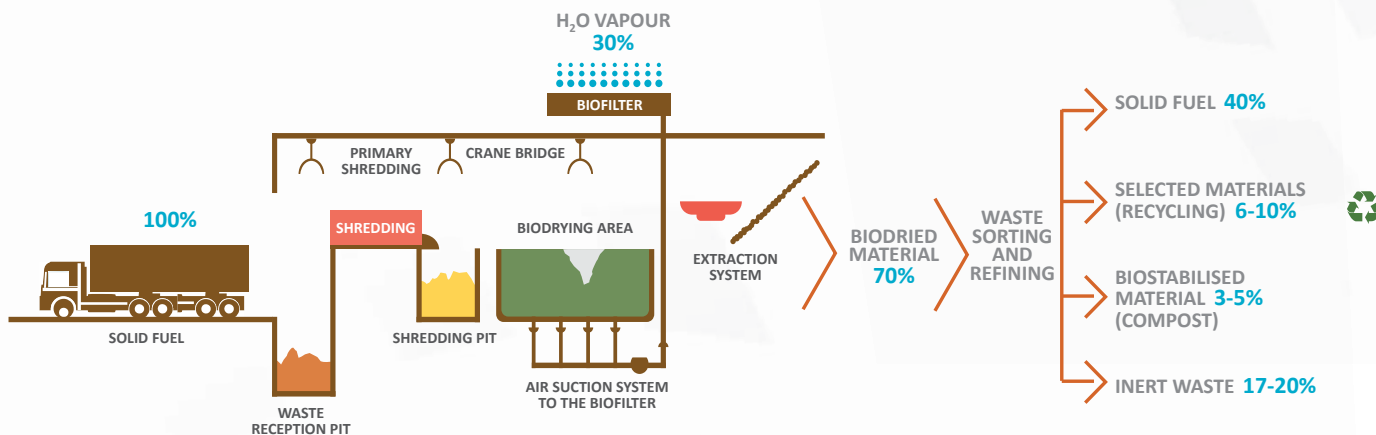 H₂O VAPOUR
30%
BIOFILTER
PRIMARY
SHREDDING
CRANE BRIDGE
100%
SHREDDING
BIODRYING AREA
EXTRACTION
SYSTEM
SOLID FUEL
SHREDDING PIT
WASTE
RECEPTION PIT
AIR SUCTION SYSTEM
TO THE BIOFILTER
BIODRIED
MATERIAL
70%
WASTE
SORTING
AND
REFINING
SOLID FUEL 40%
SELECTED MATERIALS
(RECYCLING) 6-10%
BIOSTABILISED
MATERIAL 3-5%
(COMPOST)
INERT WASTE 17-20%